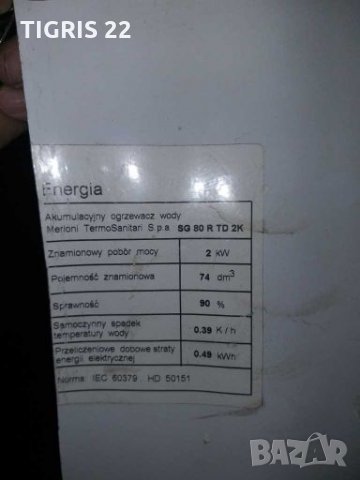 TIGRIS 22
Energia
Akumulacyjny ogrzewacz wody
Merloni TermoSanitari S.p.a SG 80 R TD 2K
Znamionowy pobór mocy 2 kW
Pojemność znamionowa 74 dm3
Sprawność 90 %
Samoczynny spadek
temperatury wody 0.39 K / h
Przeliczeniowe dobowe straty
energii elektrycznej 0.49 kWh
Norma: IEC 60379 HD 50151
BAZAR
bg